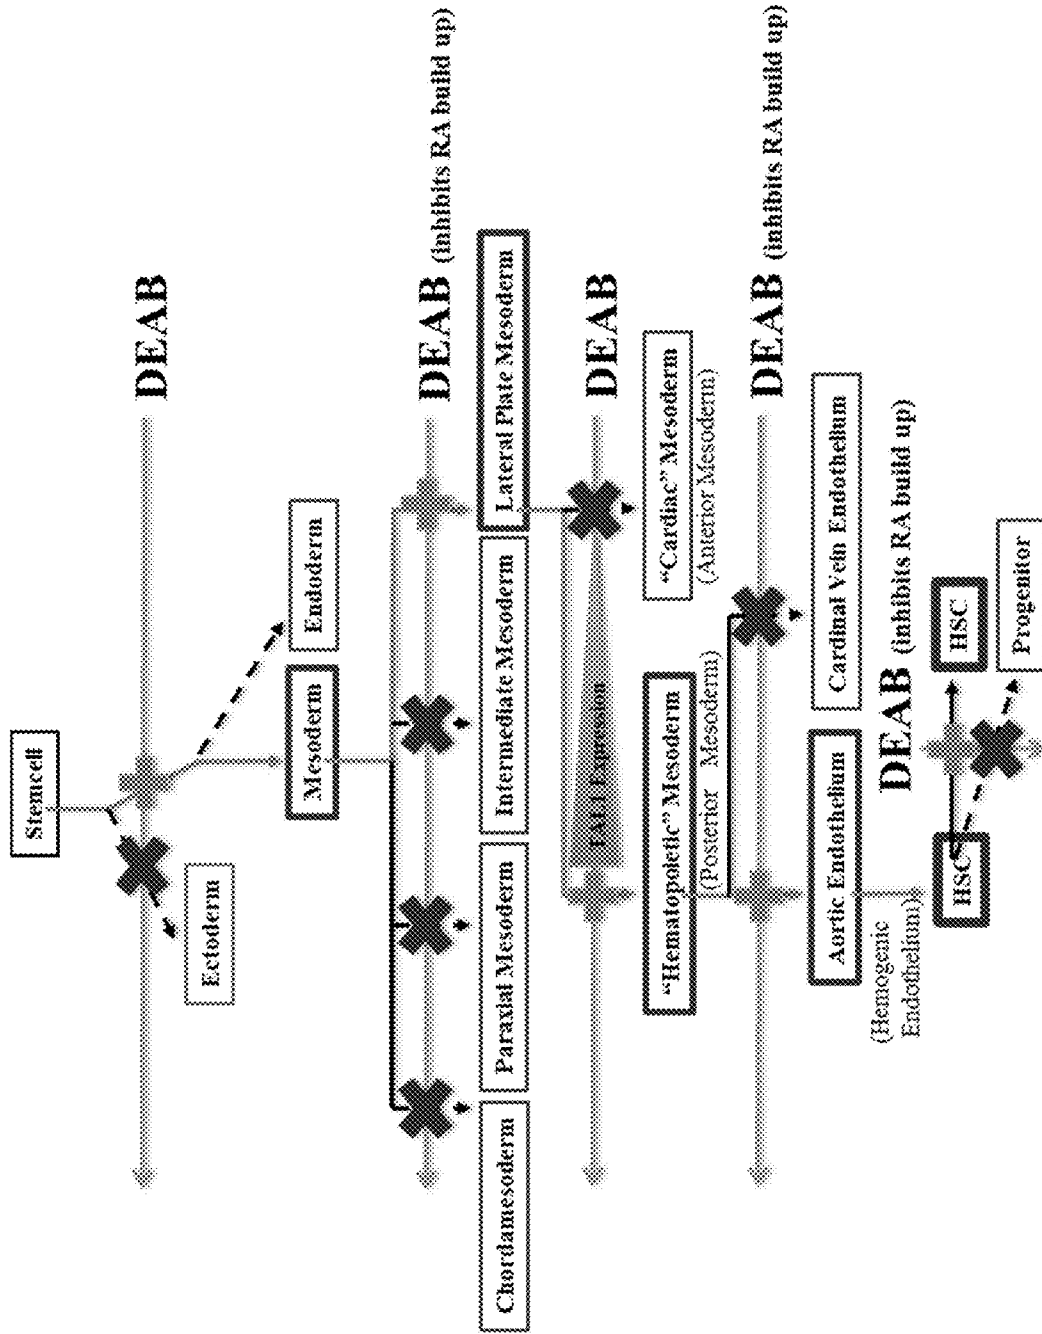 Stemcell
DEAB
Ectoderm
Mesoderm
Endoderm
DEAB (inhibits RA build up)
Chordamesoderm
Paraxial Mesoderm
Intermediate Mesoderm
Lateral Plate Mesoderm
Expression
DEAB
"Hematopoietic" Mesoderm
(Posterior Mesoderm)
"Cardiac" Mesoderm
(Anterior Mesoderm)
DEAB (inhibits RA build up)
Aortic Endothelium
(Hemogenic
Endothelium)
Cardinal Vein Endothelium
DEAB (inhibits RA build up)
HSC
HSC
Progenitor